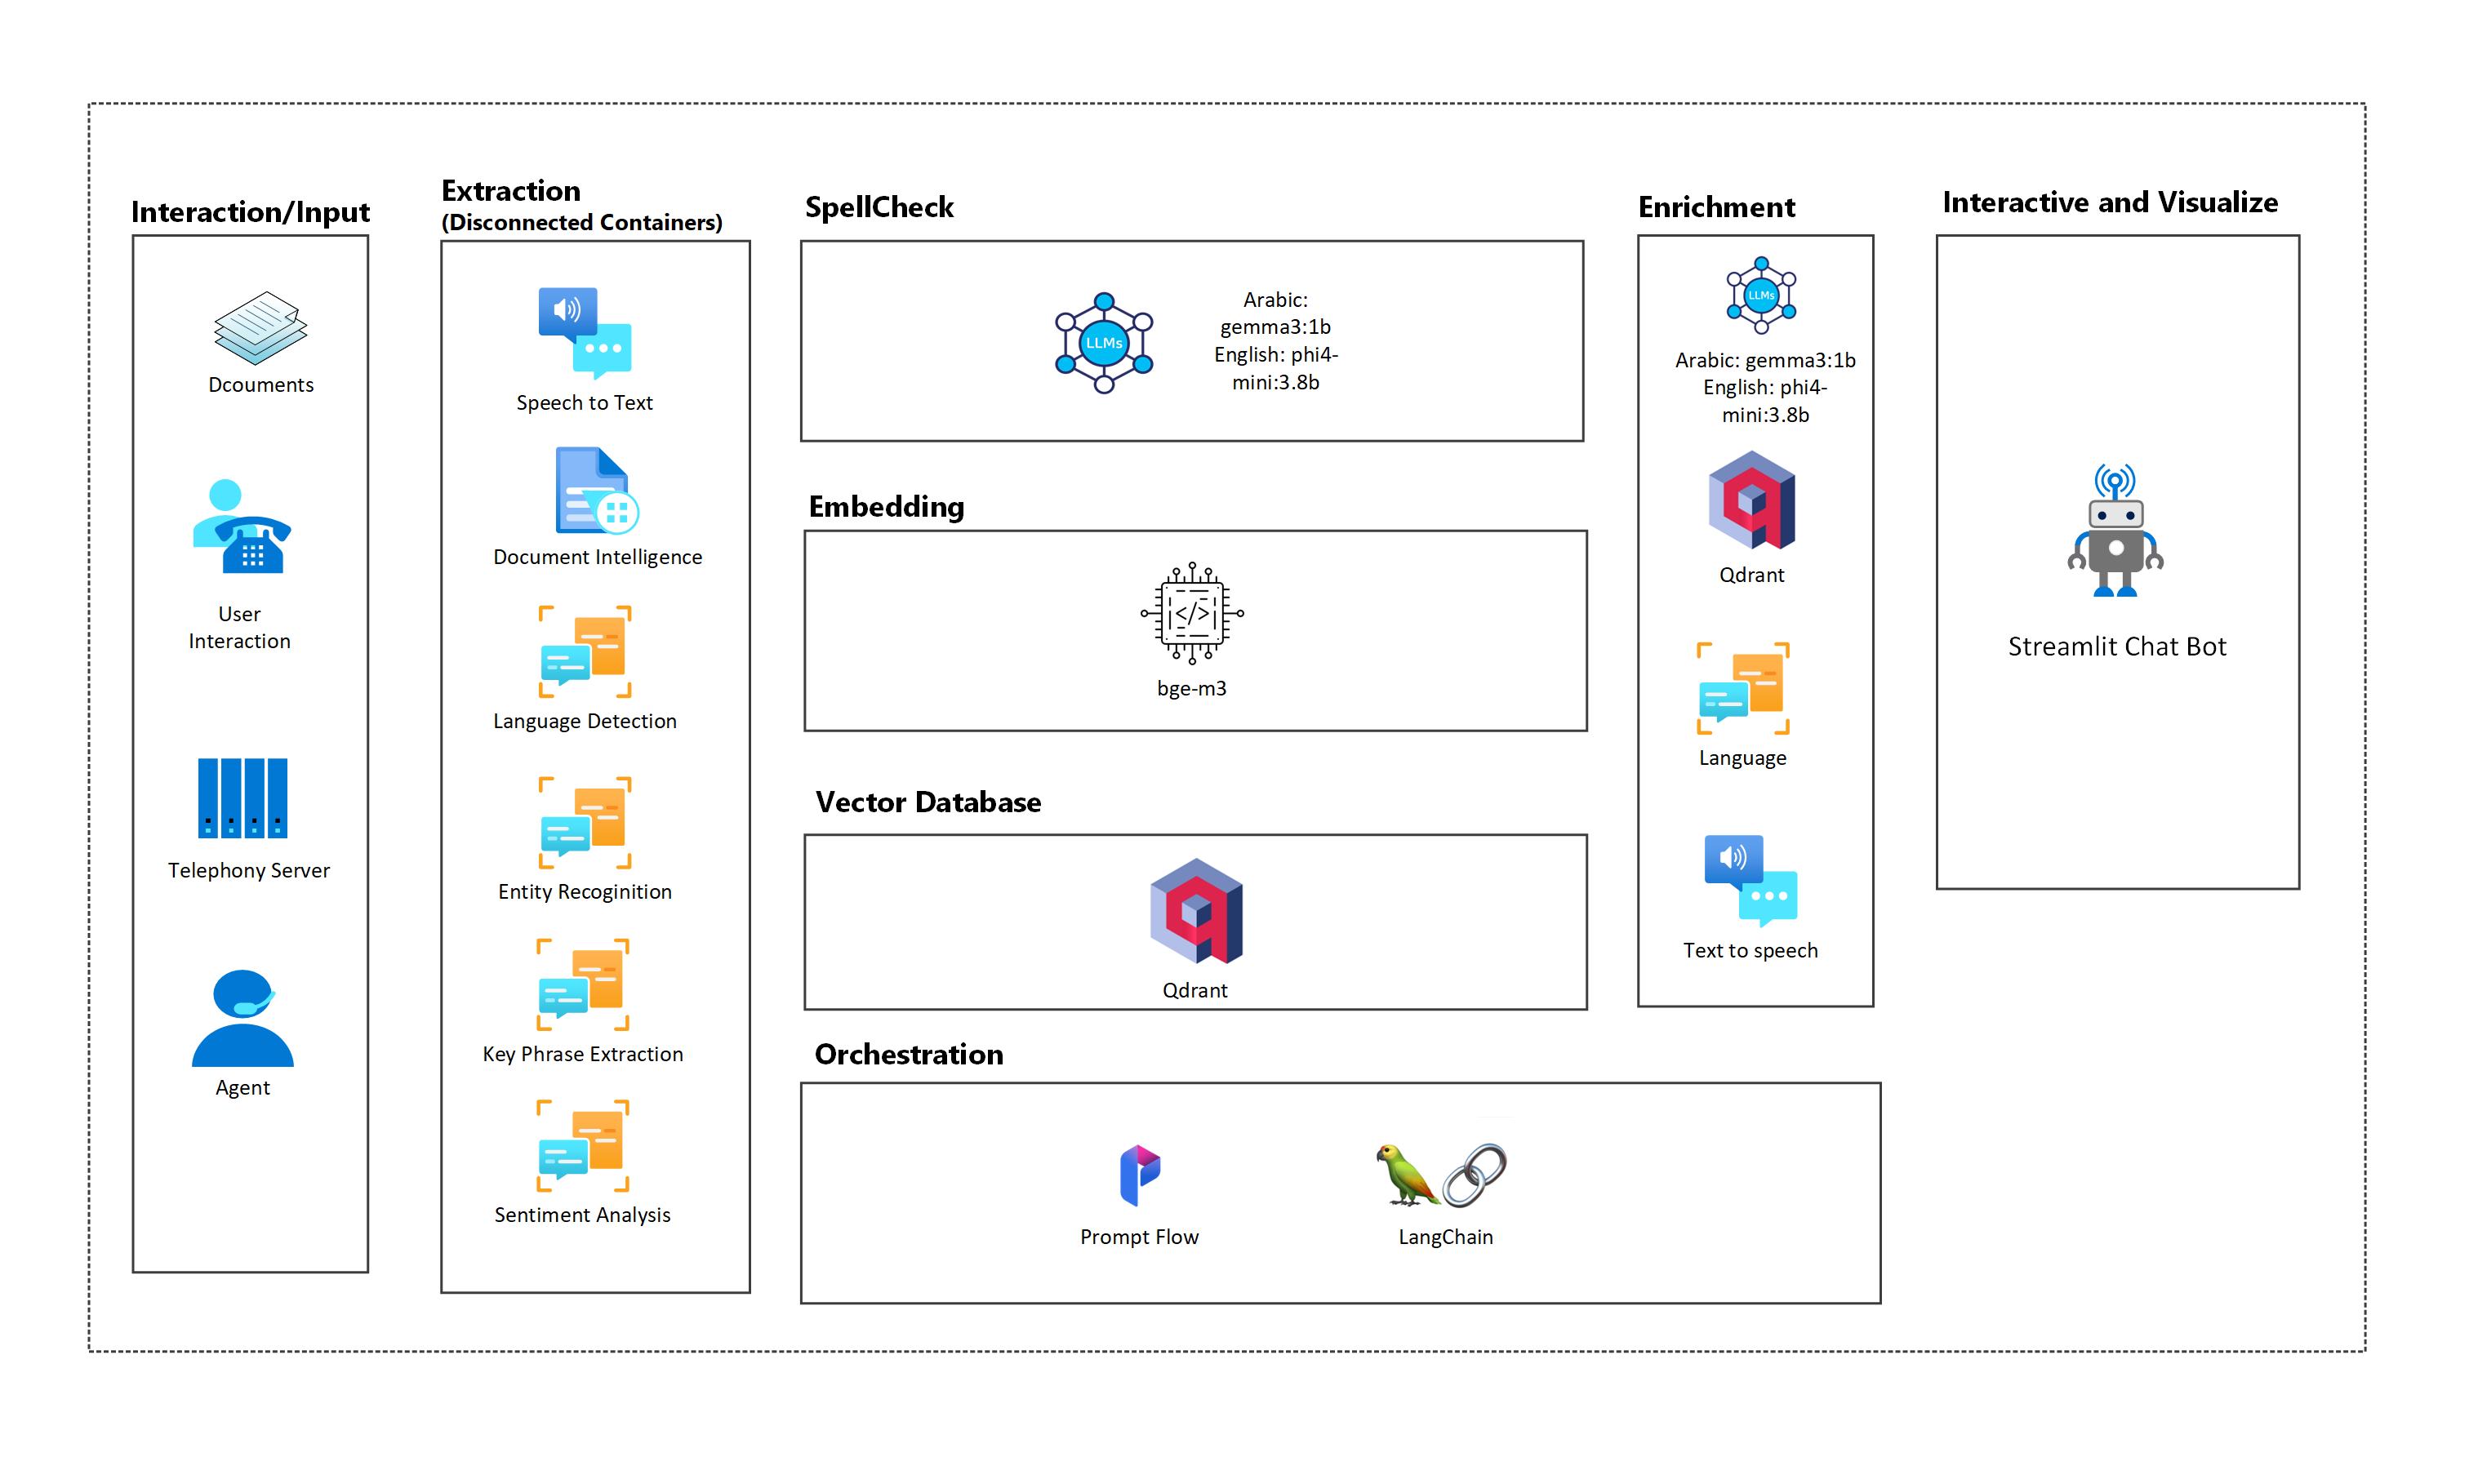 Interaction/Input
Dcouments
User
Interaction
Telephony Server
Agent
Extraction
(Disconnected Containers)
Speech to Text
Document Intelligence
Language Detection
Entity Recoginition
Key Phrase Extraction
Sentiment Analysis
SpellCheck
LLMs
Arabic:
gemma3:1b
English: phi4-
mini:3.8b
Embedding
</>
bge-m3
Vector Database
Qdrant
Orchestration
Prompt Flow
LangChain
Enrichment
LLMs
Arabic: gemma3:1b
English: phi4-
mini:3.8b
Qdrant
Language
Text to speech
Interactive and Visualize
Streamlit Chat Bot